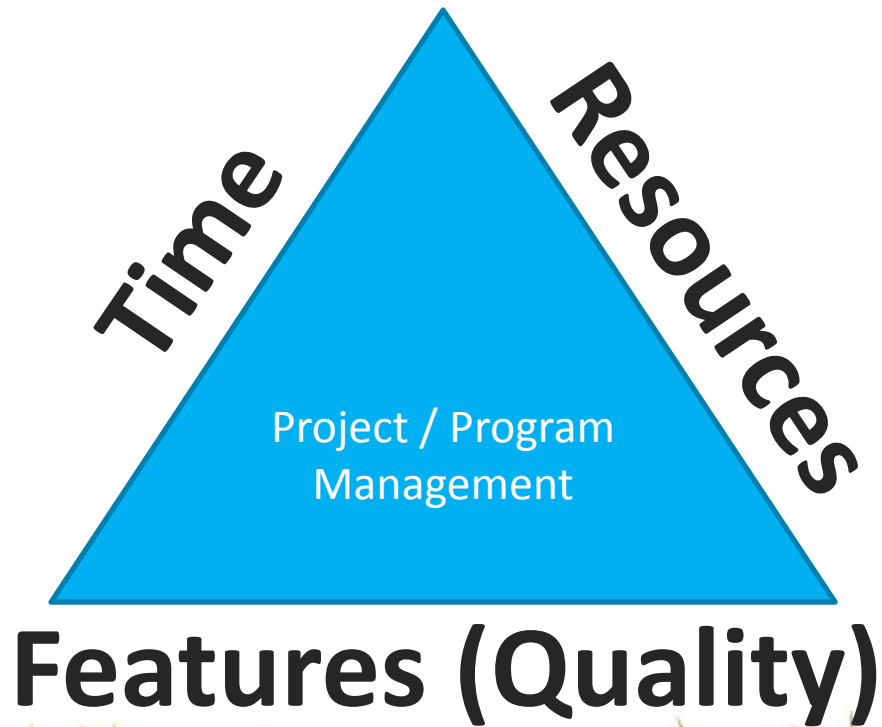 Time
Resources
Project / Program
Management
Features (Quality)